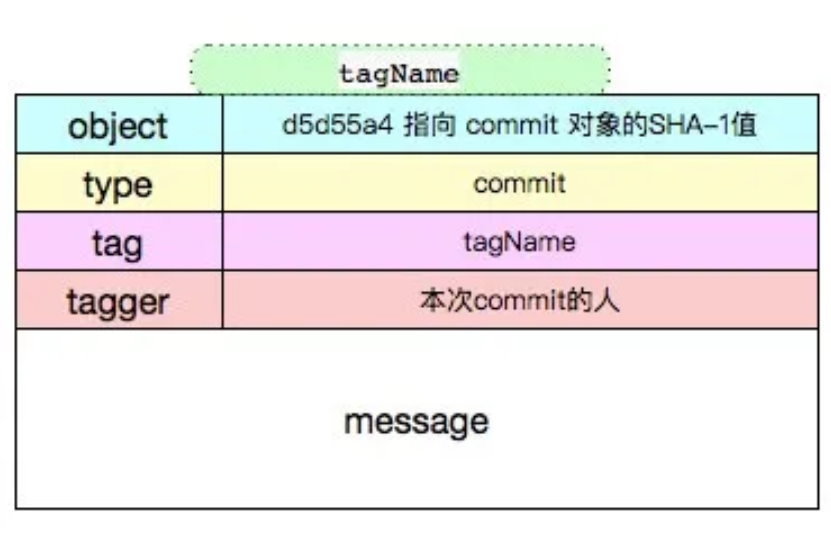 tagName
object d5d55a4 指向 commit 对象的SHA-1值
type commit
tag tagName
tagger 本次commit的人
message